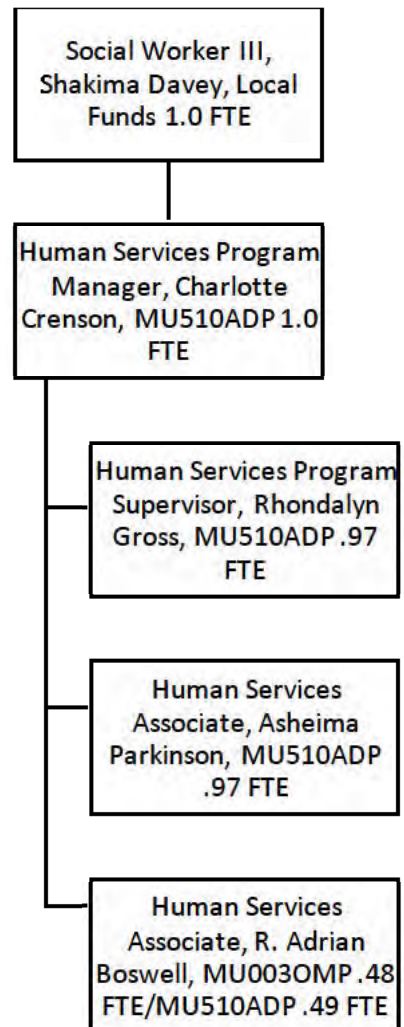 Social Worker III,
Shakima Davey, Local
Funds 1.0 FTE
Human Services Program
Manager, Charlotte
Crenson, MU510ADP 1.0
FTE
Human Services Program
Supervisor, Rhondalyn
Gross, MU510ADP .97
FTE
Human Services
Associate, Asheima
Parkinson, MU510ADP
.97 FTE
Human Services
Associate, R. Adrian
Boswell, MU003OMP .48
FTE/MU510ADP .49 FTE